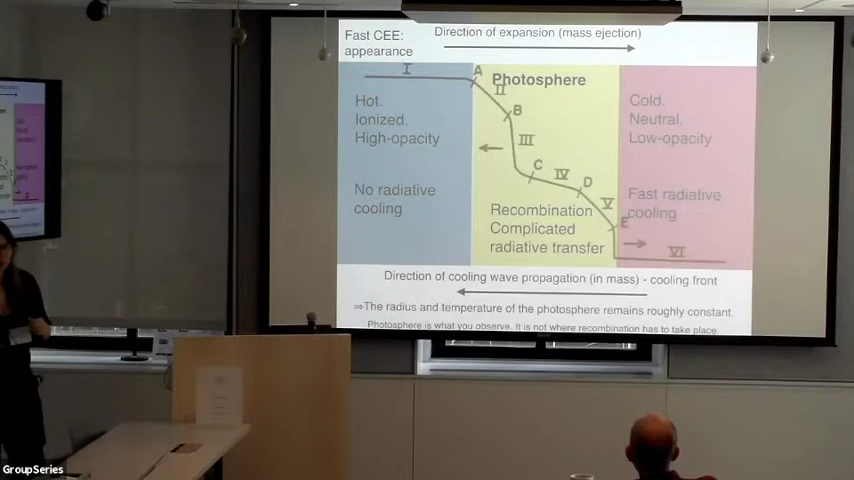 Fast CEE:
appearance
Direction of expansion (mass ejection)
I
A
Photosphere
II
B
III
C
IV
D
V
E
VI
Hot.
Ionized.
High-opacity
No radiative
cooling
Recombination
Complicated
radiative transfer
Cold.
Neutral.
Low-opacity
Fast radiative
cooling
Direction of cooling wave propagation (in mass) - cooling front
⇒The radius and temperature of the photosphere remains roughly constant.
Photosphere is what you observe. It is not where recombination has to take place
GroupSeries